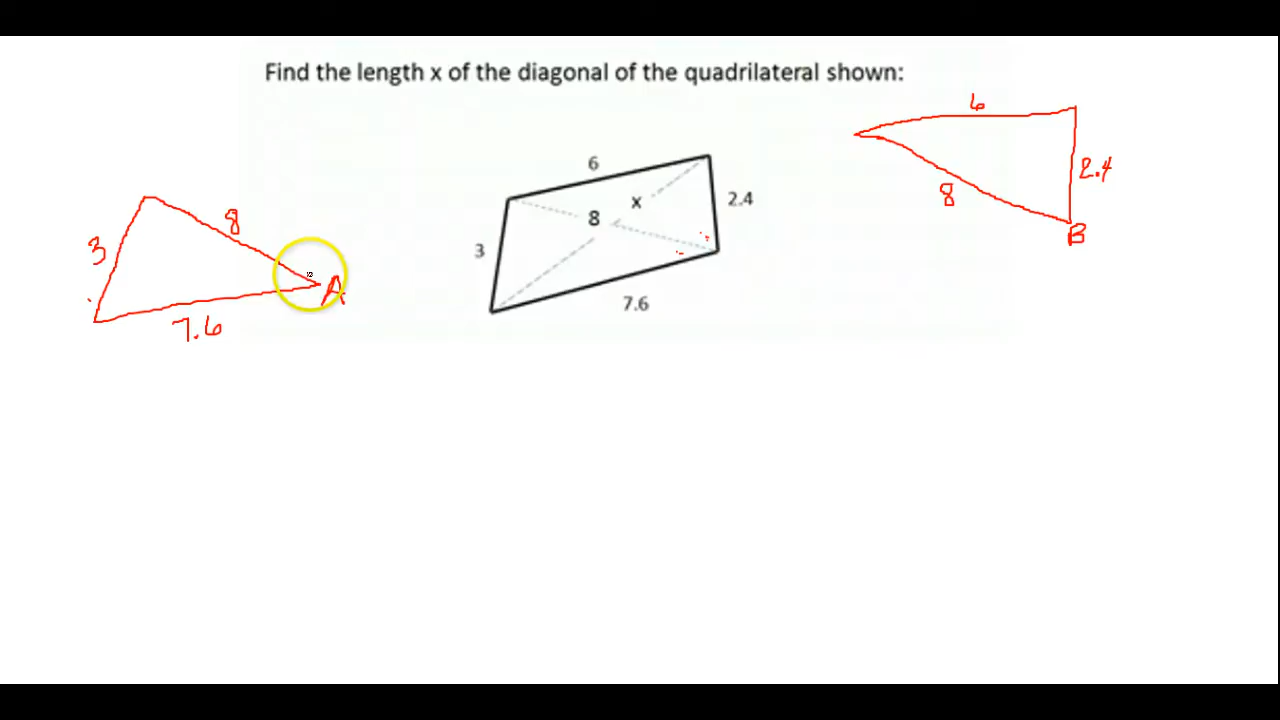 Find the length x of the diagonal of the quadrilateral shown:
6
x
8
2.4
3
7.6
3
8
A
7.6
6
2.4
8
B